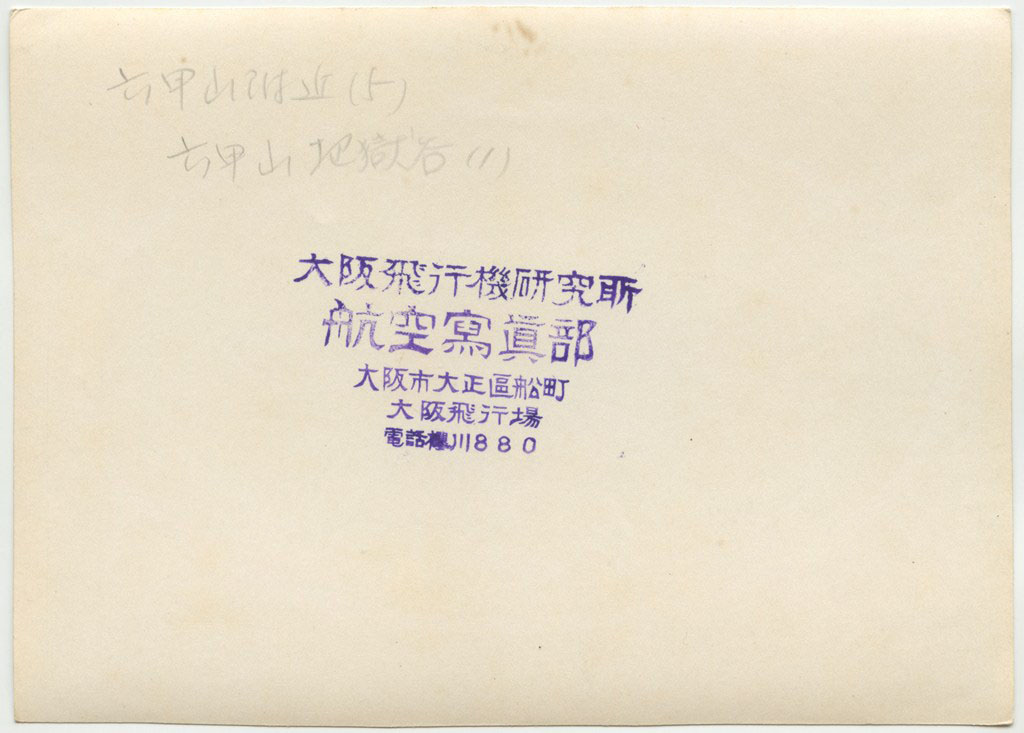 六甲山附近(5)
六甲山地獄谷(1)
大阪飛行機研究所
航空寫眞部
大阪市大正區船町
大阪飛行場
電話櫻川880